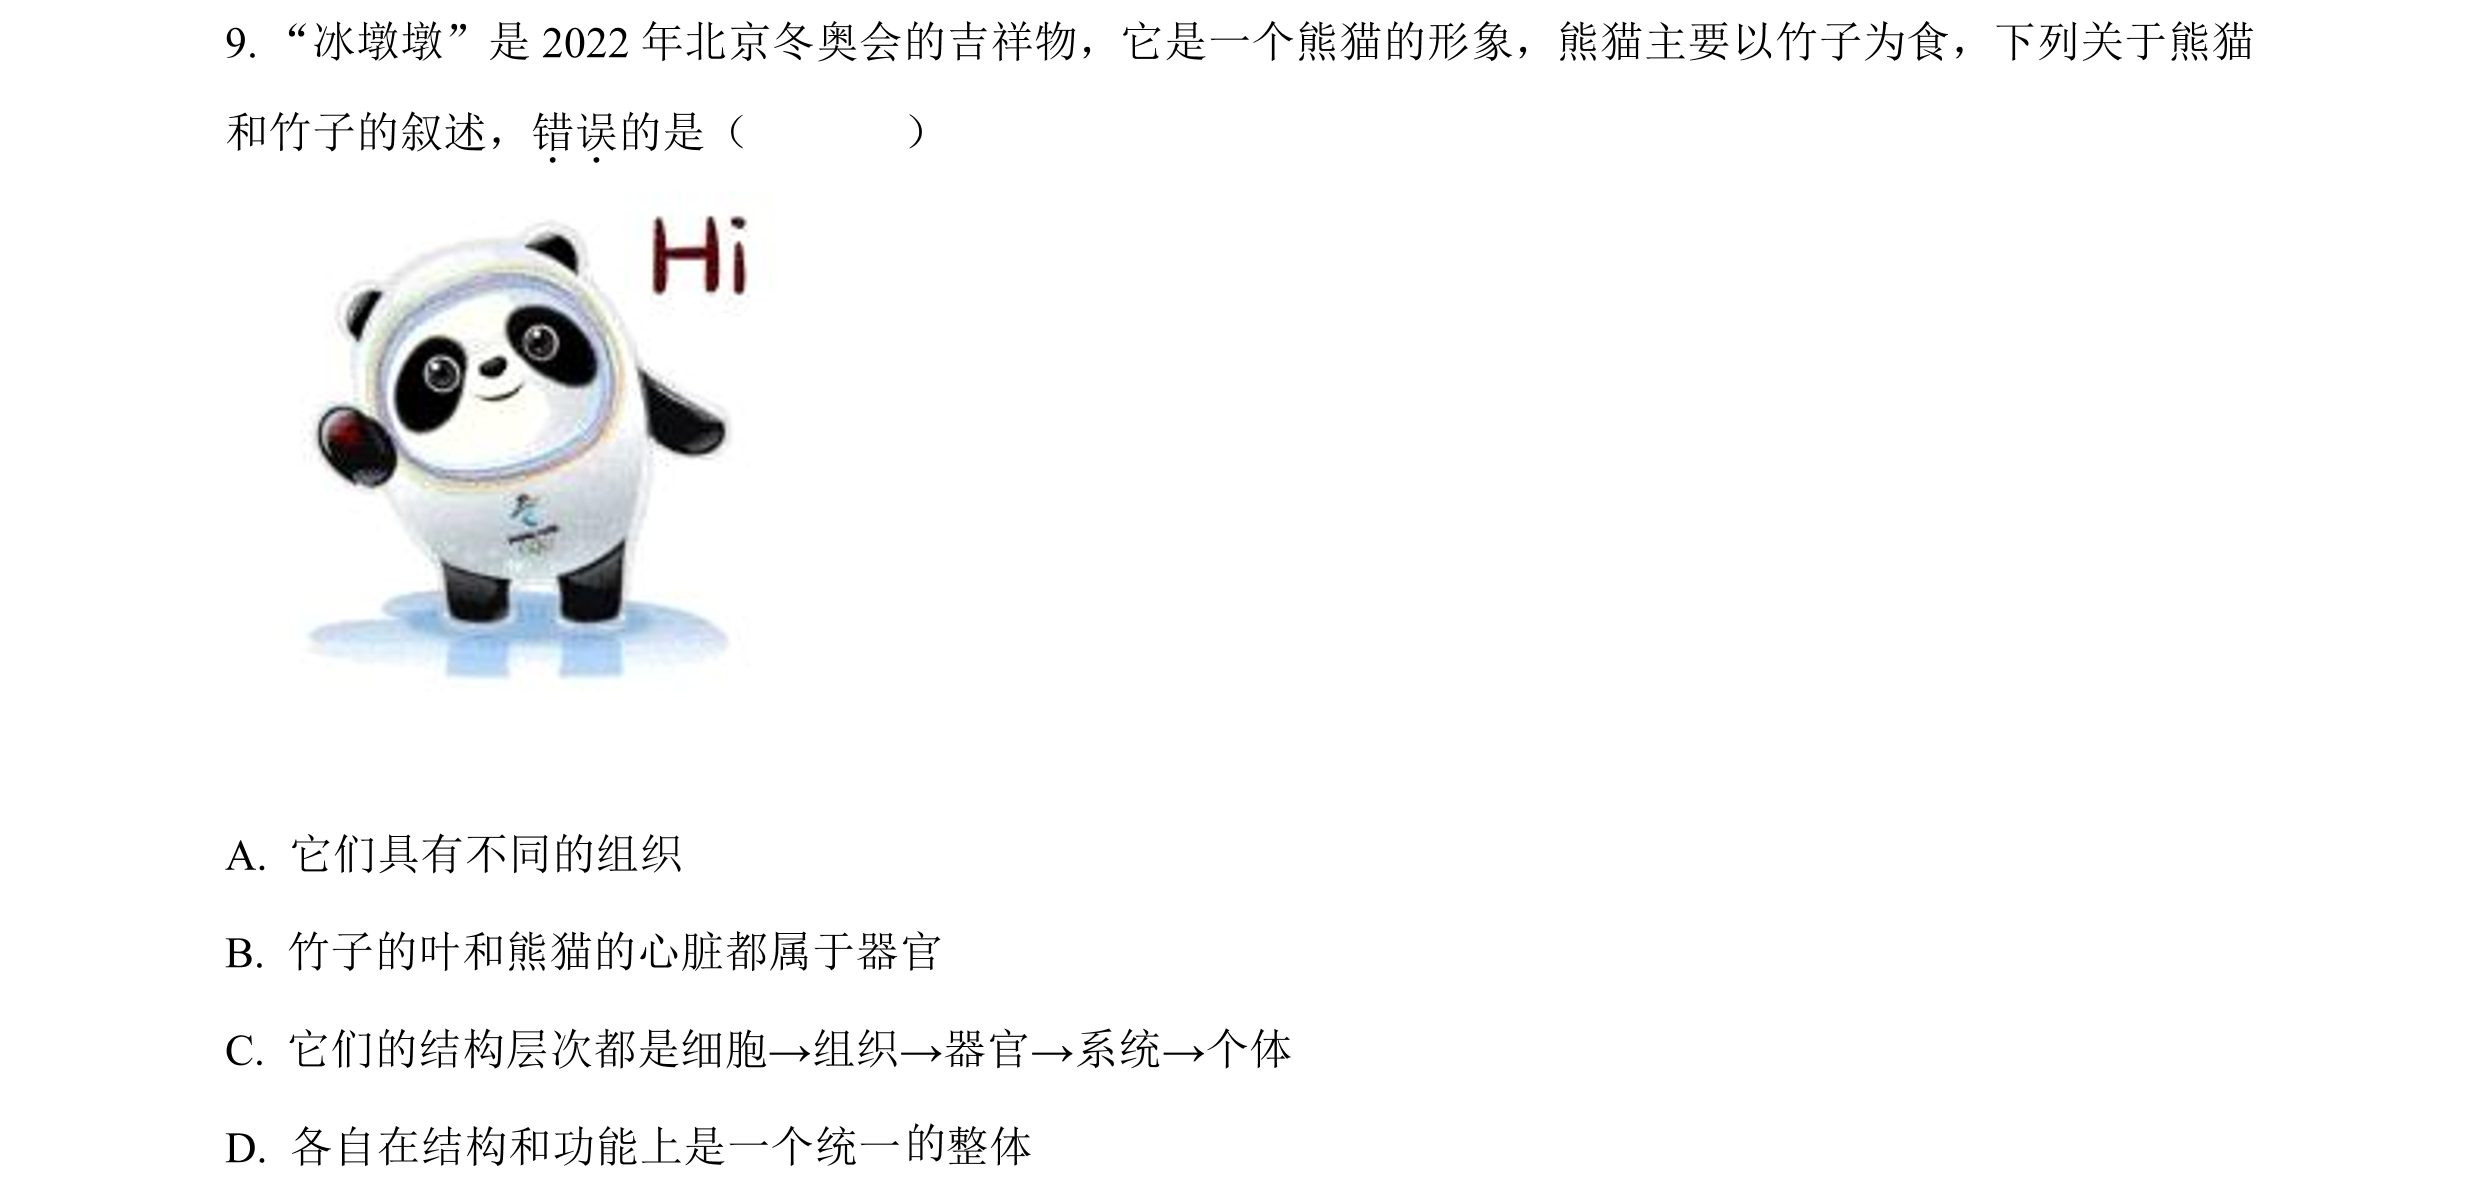 9. “冰墩墩”是 2022 年北京冬奥会的吉祥物，它是一个熊猫的形象，熊猫主要以竹子为食，下列关于熊猫
和竹子的叙述，错误的是（　　　）
Hi
A. 它们具有不同的组织
B. 竹子的叶和熊猫的心脏都属于器官
C. 它们的结构层次都是细胞→组织→器官→系统→个体
D. 各自在结构和功能上是一个统一的整体